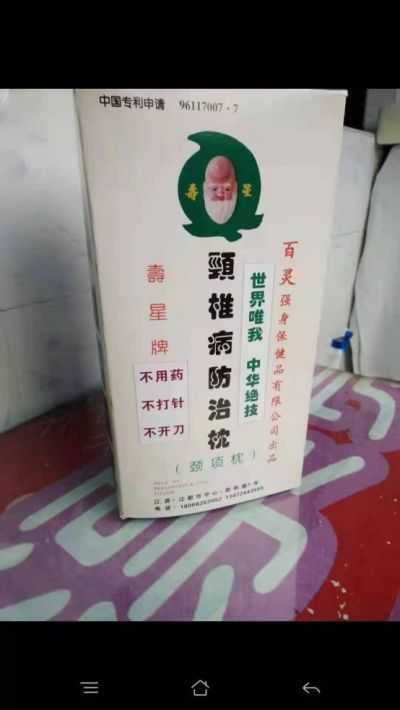 中国专利申请 96117007·7
壽 星
百灵强身保健品有限公司出品
世界唯我 中华绝技
頸椎病防治枕
(颈项枕)
壽星牌
不用药
不打针
不开刀